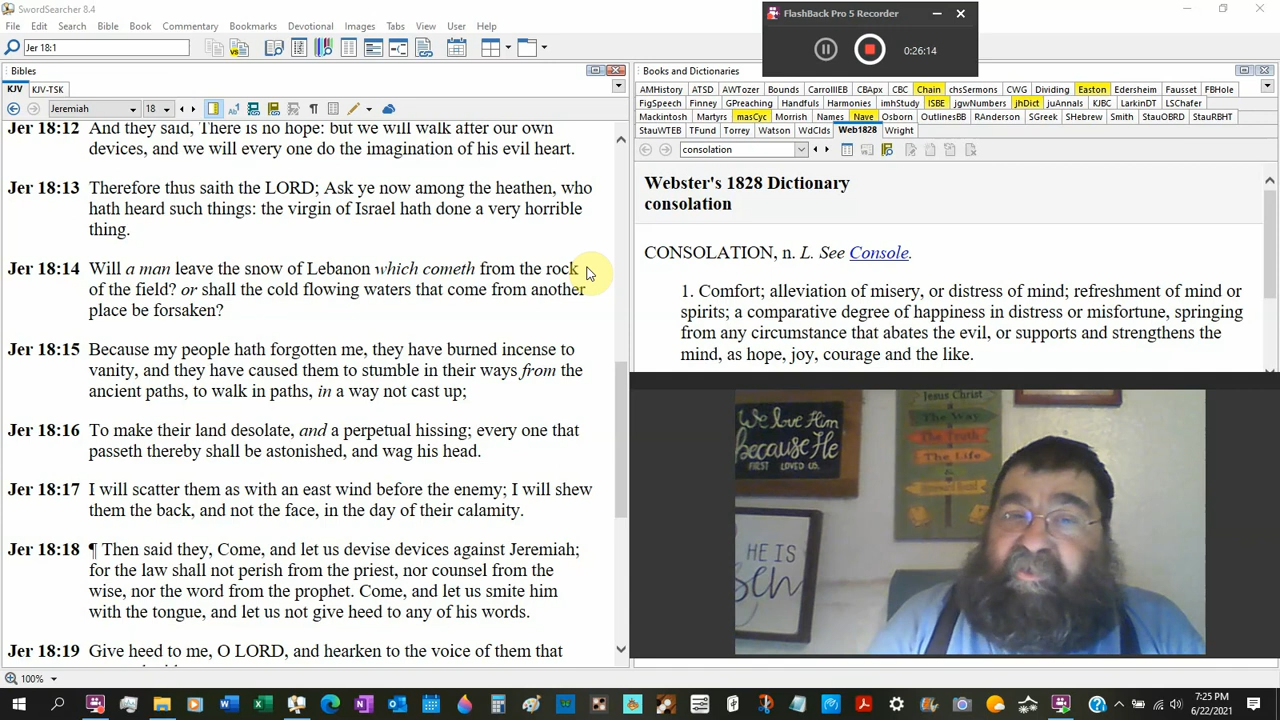 SwordSearcher 8.4
File Edit Search Bible Book Commentary Bookmarks Devotional Images Tabs View User Help
Jer 18:1
Bibles
KJV KJV-TSK
Jeremiah 18
Jer 18:12 And they said, There is no hope: but we will walk after our own
devices, and we will every one do the imagination of his evil heart.
Jer 18:13 Therefore thus saith the LORD; Ask ye now among the heathen, who
hath heard such things: the virgin of Israel hath done a very horrible
thing.
Jer 18:14 Will a man leave the snow of Lebanon which cometh from the rock
of the field? or shall the cold flowing waters that come from another
place be forsaken?
Jer 18:15 Because my people hath forgotten me, they have burned incense to
vanity, and they have caused them to stumble in their ways from the
ancient paths, to walk in paths, in a way not cast up;
Jer 18:16 To make their land desolate, and a perpetual hissing; every one that
passeth thereby shall be astonished, and wag his head.
Jer 18:17 I will scatter them as with an east wind before the enemy; I will shew
them the back, and not the face, in the day of their calamity.
Jer 18:18 ¶ Then said they, Come, and let us devise devices against Jeremiah;
for the law shall not perish from the priest, nor counsel from the
wise, nor the word from the prophet. Come, and let us smite him
with the tongue, and let us not give heed to any of his words.
Jer 18:19 Give heed to me, O LORD, and hearken to the voice of them that
100%
FlashBack Pro 5 Recorder
0:26:14
Books and Dictionaries
AMHistory ATSD AWTozer Bounds CarrollEB CBApx CBC Chain chsSermons CWG Dividing Easton Edersheim Fausset FBHole
FigSpeech Finney GPreaching Handfuls Harmonies imhStudy ISBE jgwNumbers jhDict juAnnals KJBC LarkinDT LSChafer
Mackintosh Martyrs masCyc Morrish Names Nave Osborn OutlinesBB RAnderson SGreek SHebrew Smith StauOBRD StauRBHT
StauWTEB TFund Torrey Watson WdClds Web1828 Wright
consolation
Webster's 1828 Dictionary
consolation
CONSOLATION, n. L. See Console.
1. Comfort; alleviation of misery, or distress of mind; refreshment of mind or
spirits; a comparative degree of happiness in distress or misfortune, springing
from any circumstance that abates the evil, or supports and strengthens the
mind, as hope, joy, courage and the like.
We love Him
because He
FIRST LOVED US.
Jesus Christ
The Way
The Truth
The Life
HE IS
7:25 PM
6/22/2021